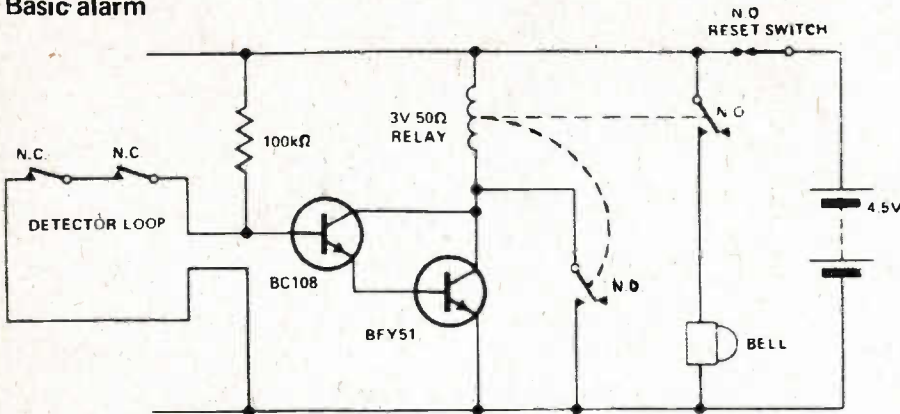 Basic alarm
N.O
RESET SWITCH
3V 50Ω
RELAY
N.O
100kΩ
N.C.
N.C
4.5V
DETECTOR LOOP
BC108
N.O
BFY51
BELL